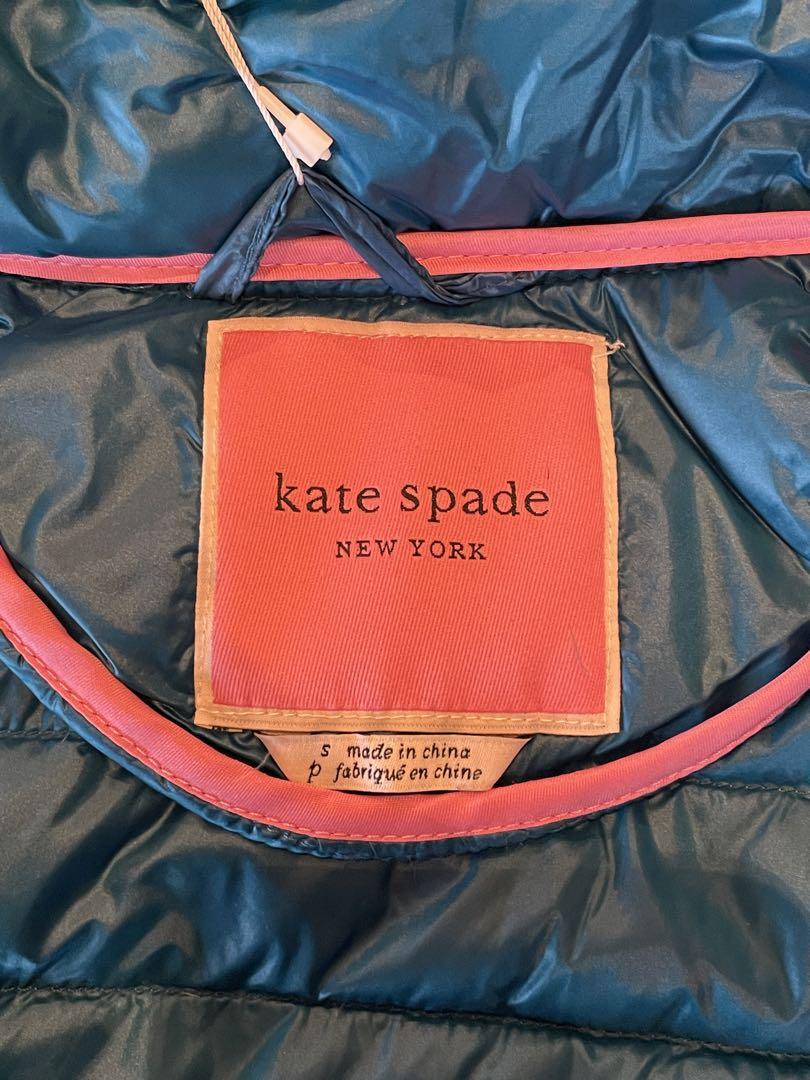 kate spade
NEW YORK
s made in china
p fabriqué en chine